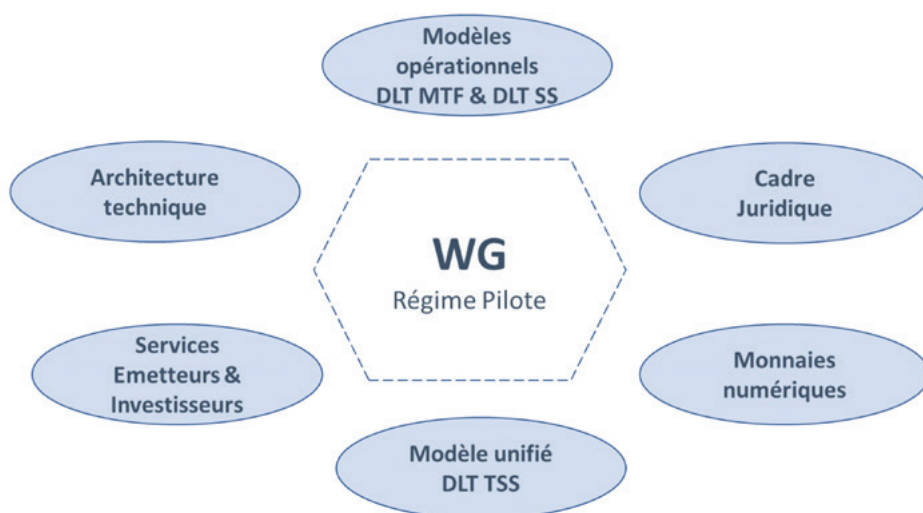 Modèles
opérationnels
DLT MTF & DLT SS
Architecture
technique
Cadre
Juridique
WG
Régime Pilote
Services
Emetteurs &
Investisseurs
Monnaies
numériques
Modèle unifié
DLT TSS